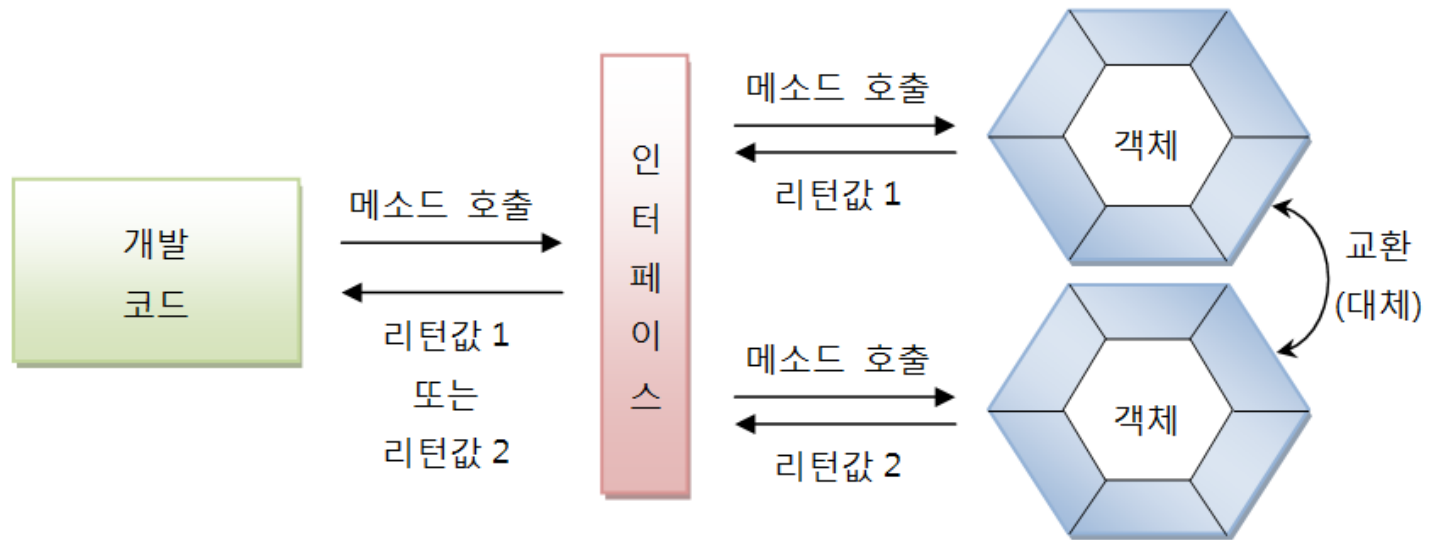 개발
코드
메소드 호출
리턴값 1
또는
리턴값 2
인
터
페
이
스
메소드 호출
리턴값 1
객체
메소드 호출
리턴값 2
객체
교환
(대체)